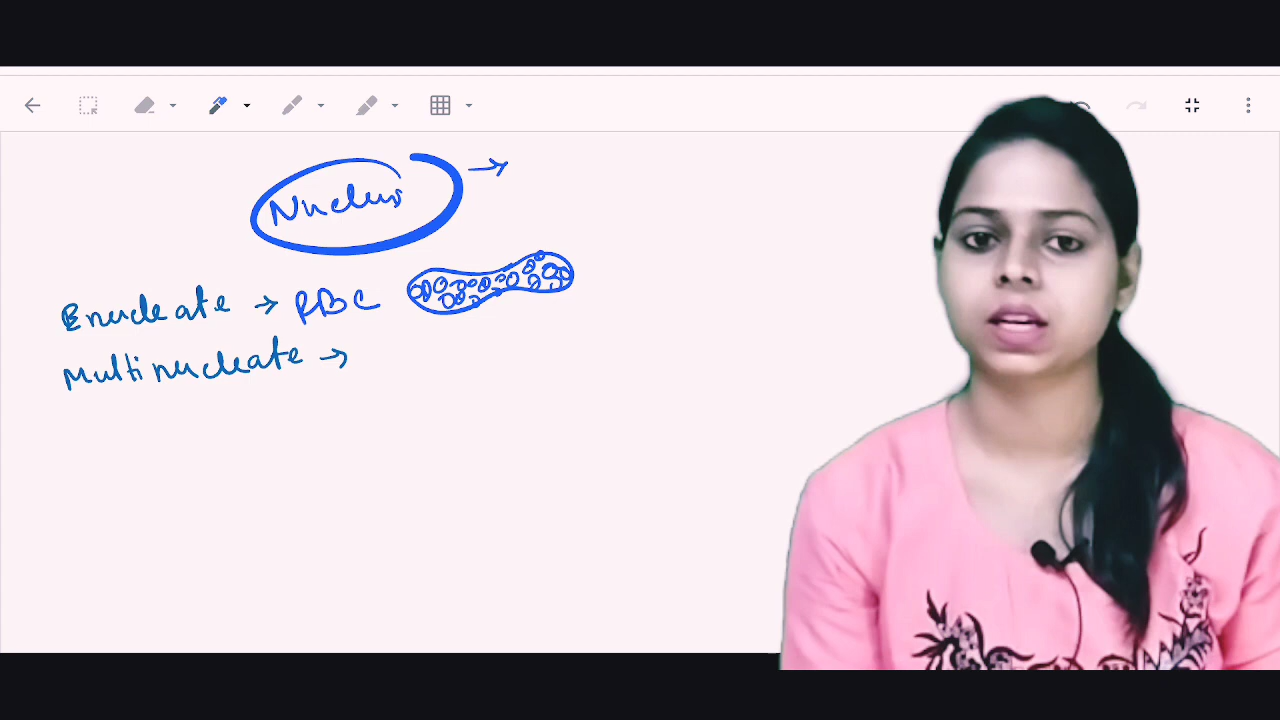 Nucleus →
Enucleate → RBC
Multinucleate →